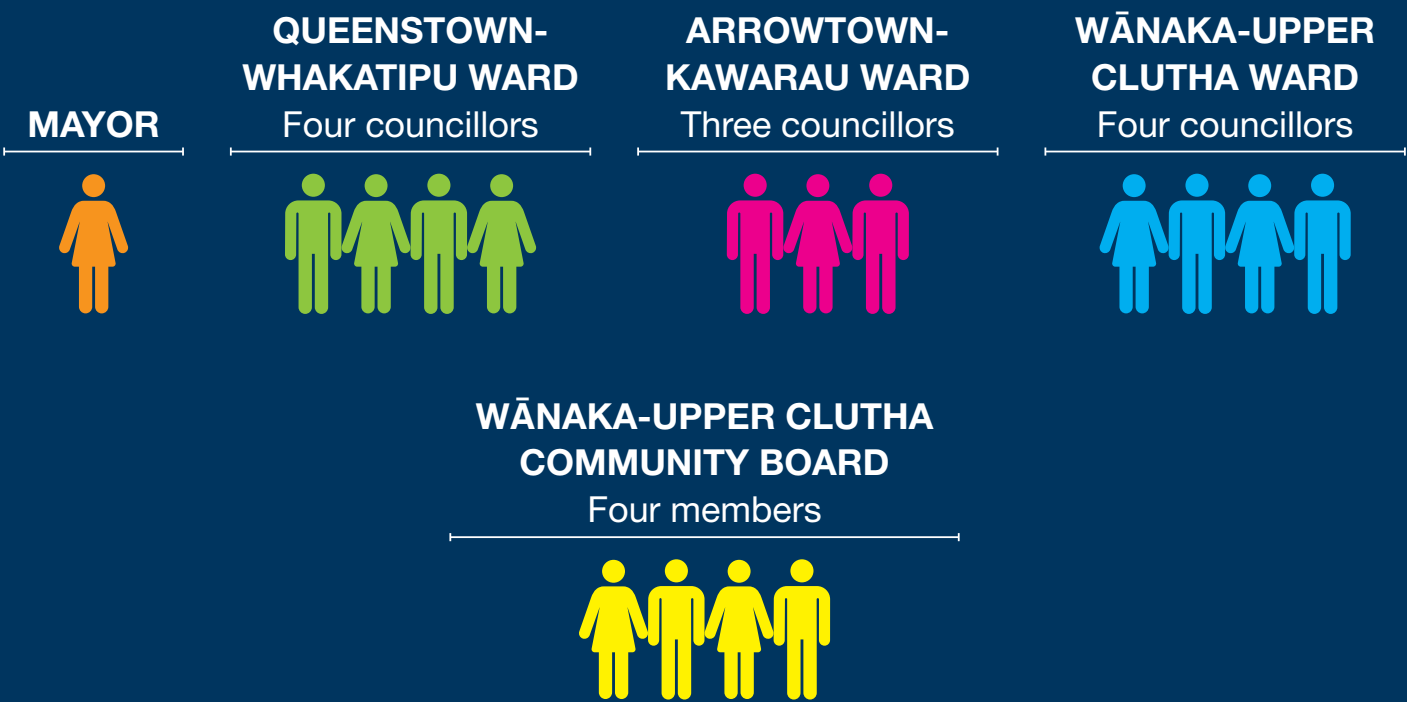 MAYOR
QUEENSTOWN-
WHAKATIPU WARD
Four councillors
ARROWTOWN-
KAWARAU WARD
Three councillors
WĀNAKA-UPPER
CLUTHA WARD
Four councillors
WĀNAKA-UPPER CLUTHA
COMMUNITY BOARD
Four members